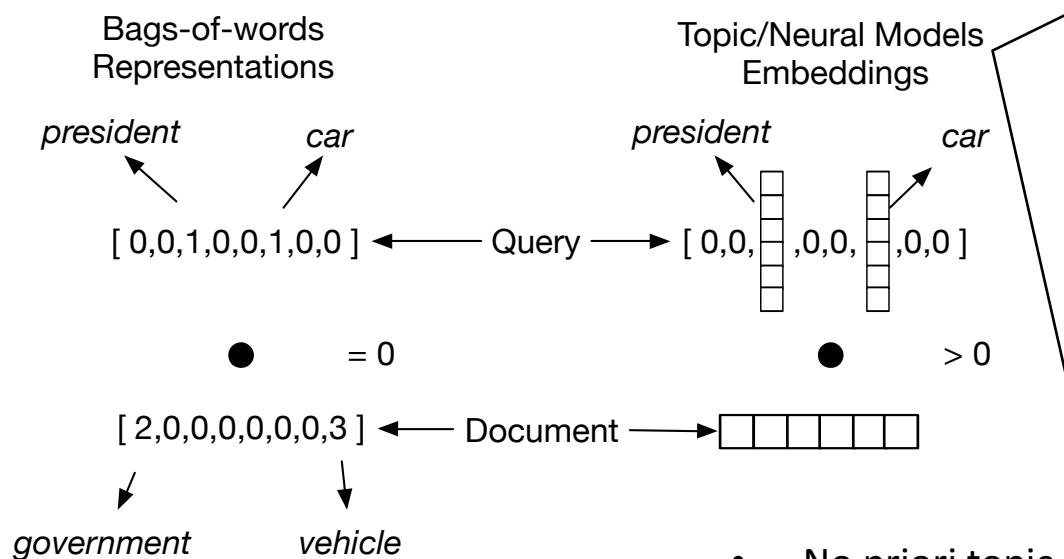 Bags-of-words
Representations
Topic/Neural Models
Embeddings
president
car
president
car
[ 0,0,1,0,0,1,0,0 ]
Query
[ 0,0, ,0,0, ,0,0 ]
= 0
> 0
[ 2,0,0,0,0,0,0,3 ]
Document
government
vehicle